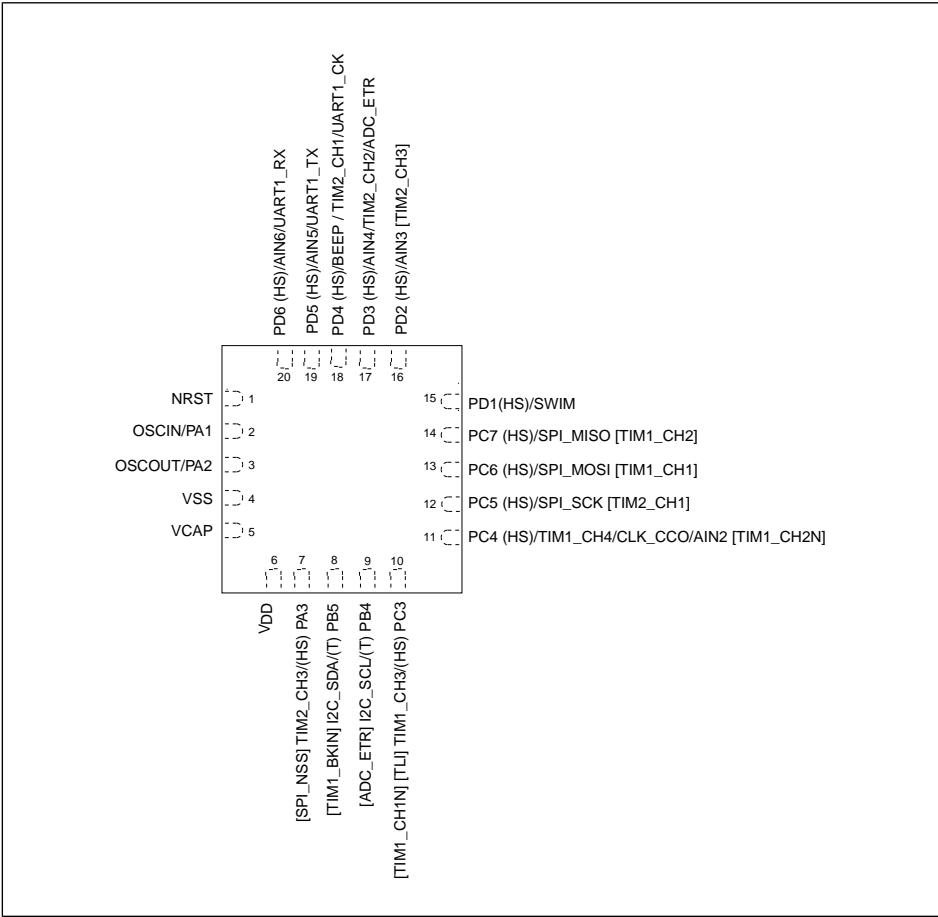 PD6 (HS)/AIN6/UART1_RX
PD5 (HS)/AIN5/UART1_TX
PD4 (HS)/BEEP / TIM2_CH1/UART1_CK
PD3 (HS)/AIN4/TIM2_CH2/ADC_ETR
PD2 (HS)/AIN3 [TIM2_CH3]
20 19 18 17 16
NRST 1
OSCIN/PA1 2
OSCOUT/PA2 3
VSS 4
VCAP 5
15 PD1(HS)/SWIM
14 PC7 (HS)/SPI_MISO [TIM1_CH2]
13 PC6 (HS)/SPI_MOSI [TIM1_CH1]
12 PC5 (HS)/SPI_SCK [TIM2_CH1]
11 PC4 (HS)/TIM1_CH4/CLK_CCO/AIN2 [TIM1_CH2N]
6 7 8 9 10
VDD
[SPI_NSS] TIM2_CH3/(HS) PA3
[TIM1_BKIN] I2C_SDA/(T) PB5
[ADC_ETR] I2C_SCL/(T) PB4
[TIM1_CH1N] [TLI] TIM1_CH3/(HS) PC3